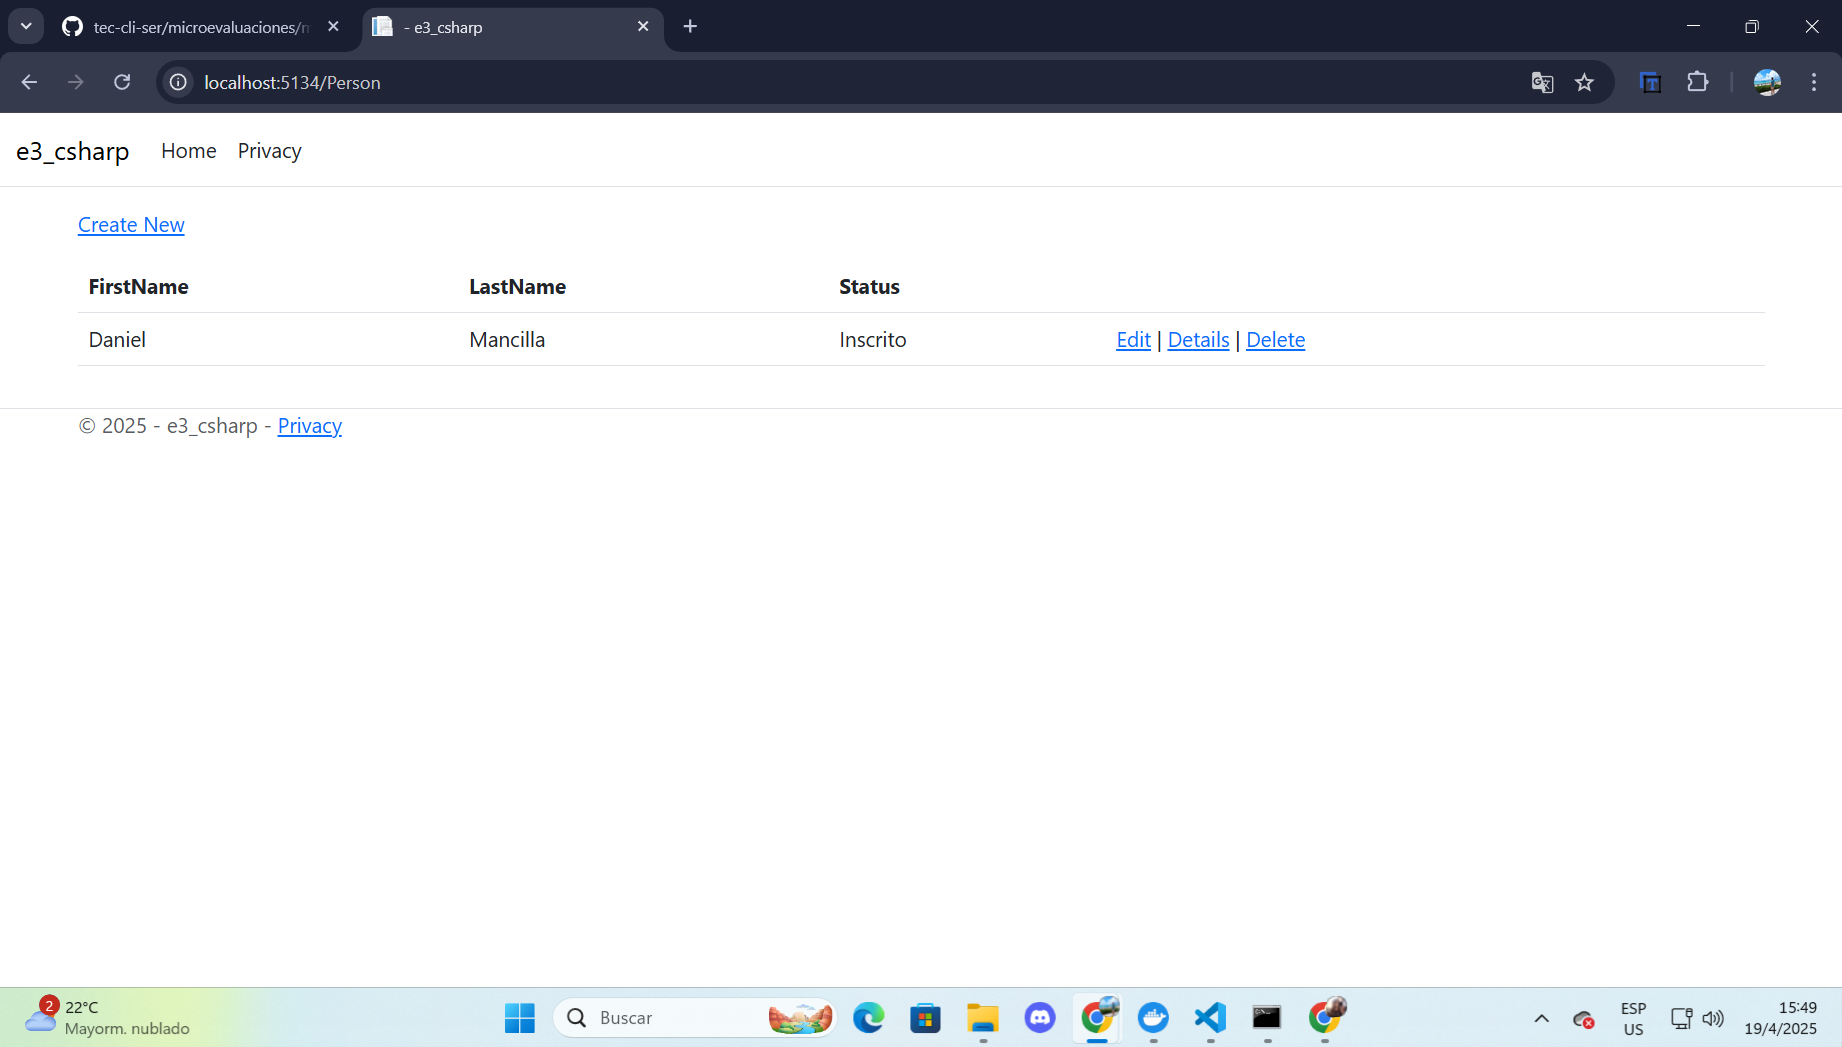 tec-cli-ser/microevaluaciones/
- e3_csharp
localhost:5134/Person
e3_csharp Home Privacy
Create New
FirstName LastName Status
Daniel Mancilla Inscrito Edit | Details | Delete
© 2025 - e3_csharp - Privacy
2
22°C
Mayorm. nublado
Buscar
ESP
US
15:49
19/4/2025